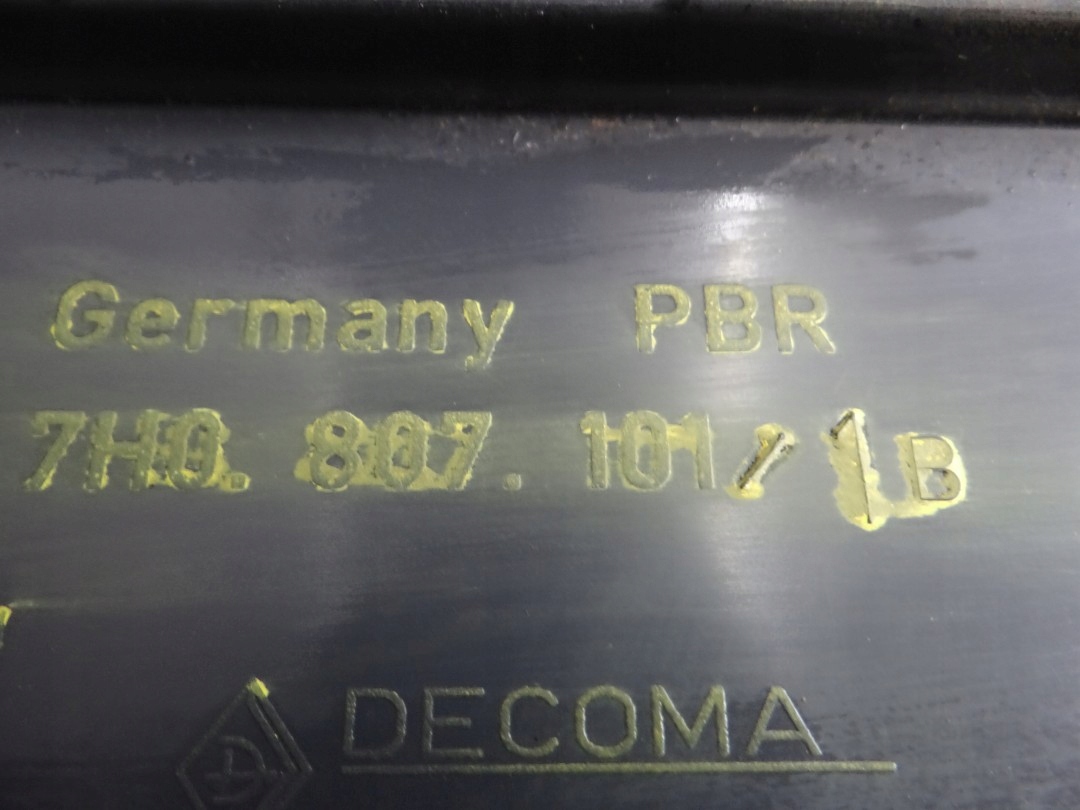 Germany PBR
7H0. 807. 101/1B
DECOMA